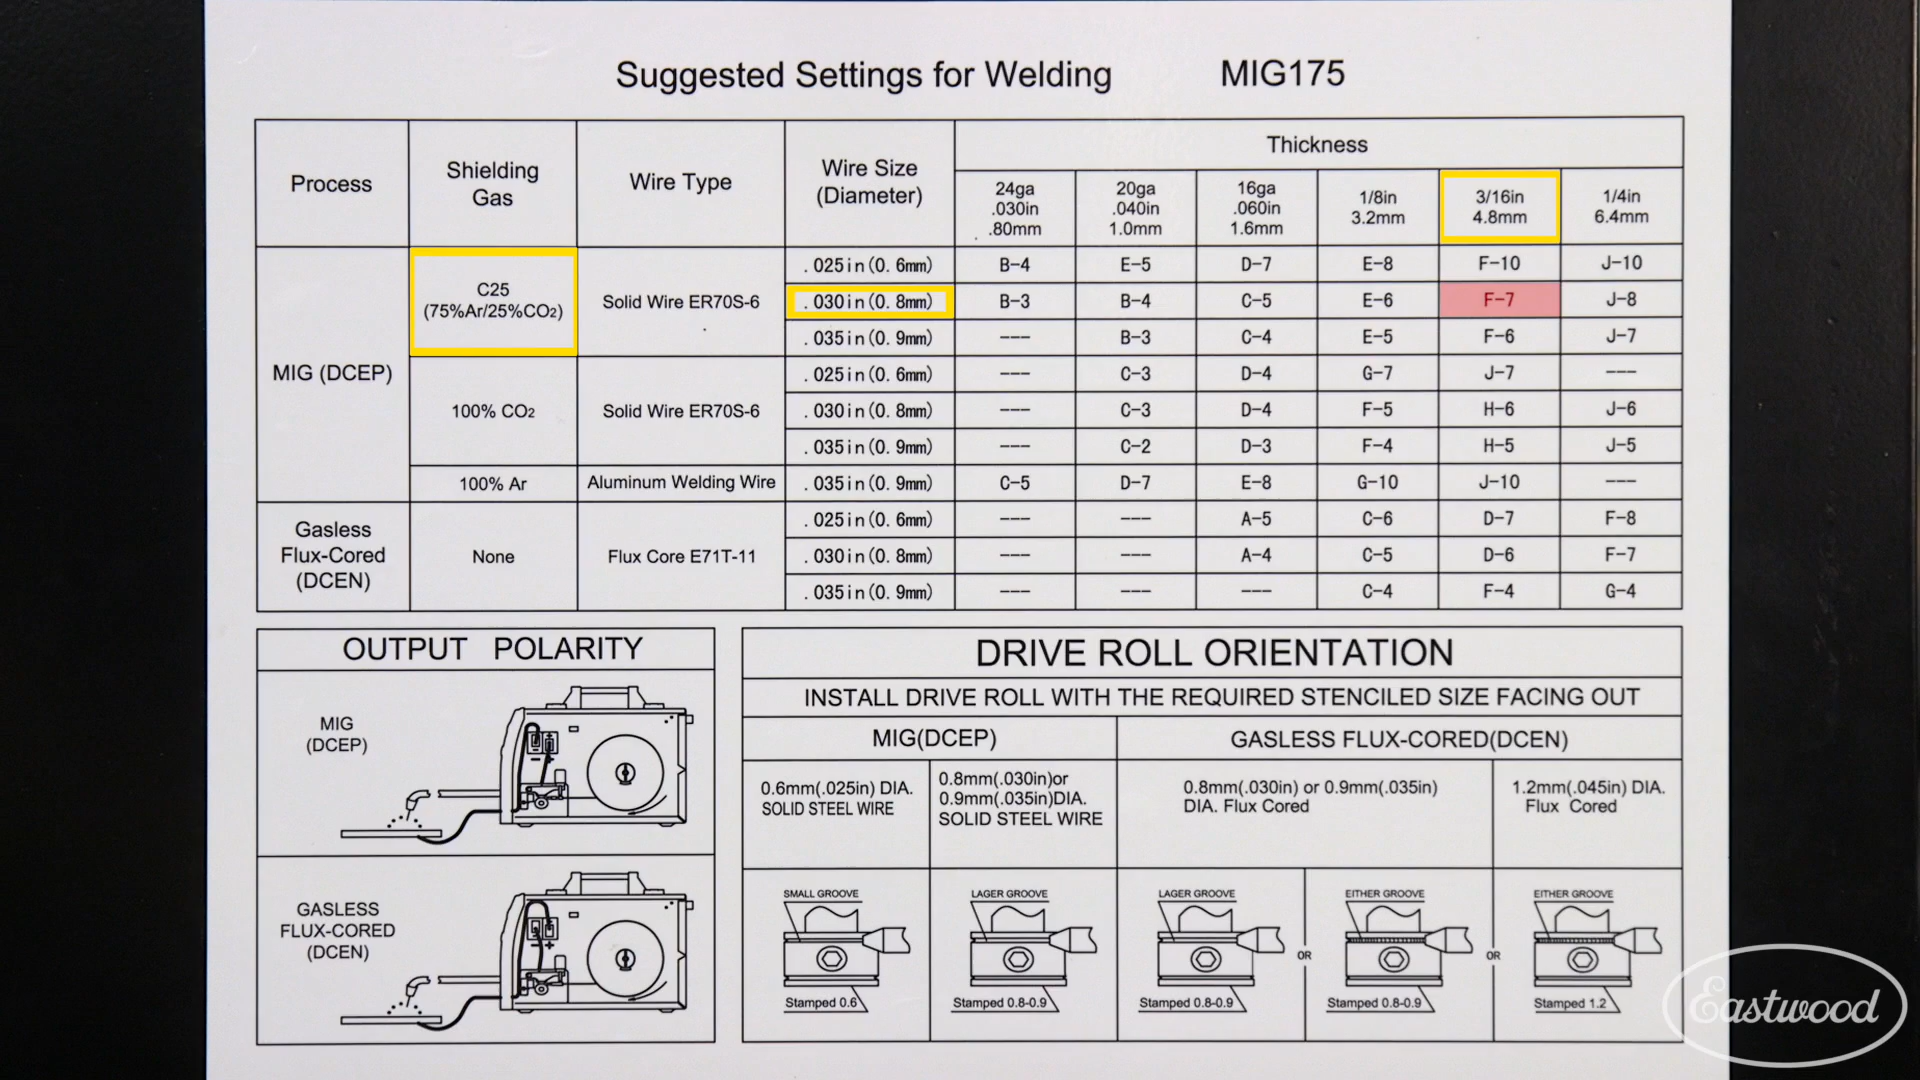 Suggested Settings for Welding MIG175
Process Shielding Gas Wire Type Wire Size (Diameter) Thickness
24ga .030in .80mm 20ga .040in 1.0mm 16ga .060in 1.6mm 1/8in 3.2mm 3/16in 4.8mm 1/4in 6.4mm
MIG (DCEP)
C25 (75%Ar/25%CO2) Solid Wire ER70S-6
.025in(0.6mm) B-4 E-5 D-7 E-8 F-10 J-10
.030in(0.8mm) B-3 B-4 C-5 E-6 F-7 J-8
.035in(0.9mm) --- B-3 C-4 E-5 F-6 J-7
100% CO2 Solid Wire ER70S-6
.025in(0.6mm) --- C-3 D-4 G-7 J-7 ---
.030in(0.8mm) --- C-3 D-4 F-5 H-6 J-6
.035in(0.9mm) --- C-2 D-3 F-4 H-5 J-5
100% Ar Aluminum Welding Wire .035in(0.9mm) C-5 D-7 E-8 G-10 J-10 ---
Gasless Flux-Cored (DCEN)
None Flux Core E71T-11
.025in(0.6mm) --- --- A-5 C-6 D-7 F-8
.030in(0.8mm) --- --- A-4 C-5 D-6 F-7
.035in(0.9mm) --- --- --- C-4 F-4 G-4
OUTPUT POLARITY
MIG
(DCEP)
- +
GASLESS
FLUX-CORED
(DCEN)
- +
DRIVE ROLL ORIENTATION
INSTALL DRIVE ROLL WITH THE REQUIRED STENCILED SIZE FACING OUT
MIG(DCEP) GASLESS FLUX-CORED(DCEN)
0.6mm(.025in) DIA.
SOLID STEEL WIRE
0.8mm(.030in)or
0.9mm(.035in)DIA.
SOLID STEEL WIRE
0.8mm(.030in) or 0.9mm(.035in)
DIA. Flux Cored
1.2mm(.045in) DIA.
Flux Cored
SMALL GROOVE LAGER GROOVE LAGER GROOVE EITHER GROOVE EITHER GROOVE
OR OR
Stamped 0.6 Stamped 0.8-0.9 Stamped 0.8-0.9 Stamped 0.8-0.9 Stamped 1.2
Eastwood